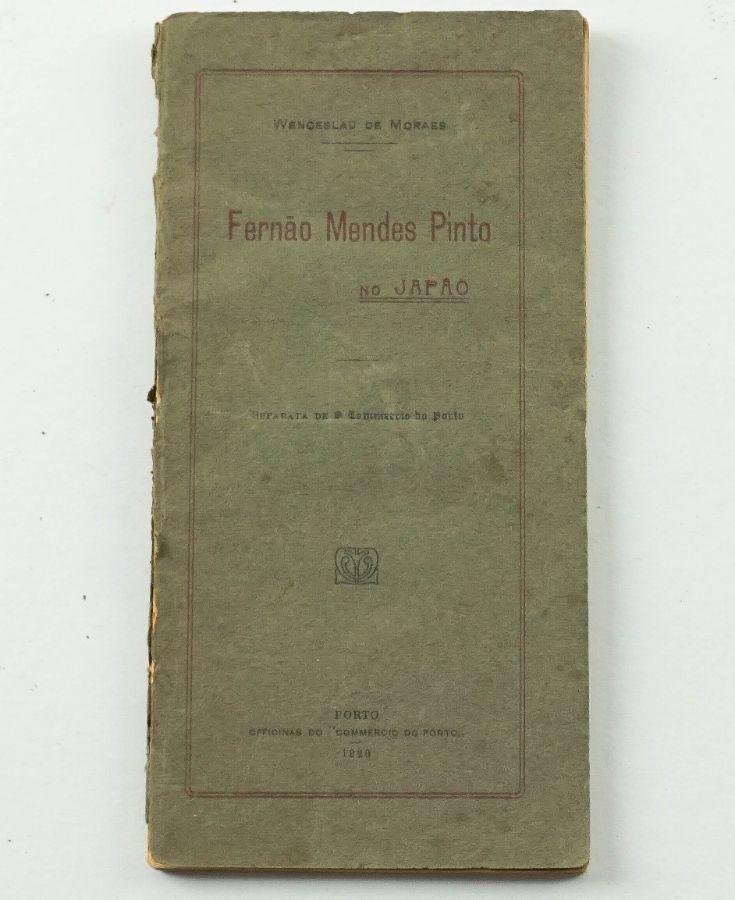 Wenceslau de Moraes
Fernão Mendes Pinto
NO JAPÃO
Separata de O Commercio do Porto
PORTO
OFFICINAS DO "COMMERCIO DO PORTO"
1920